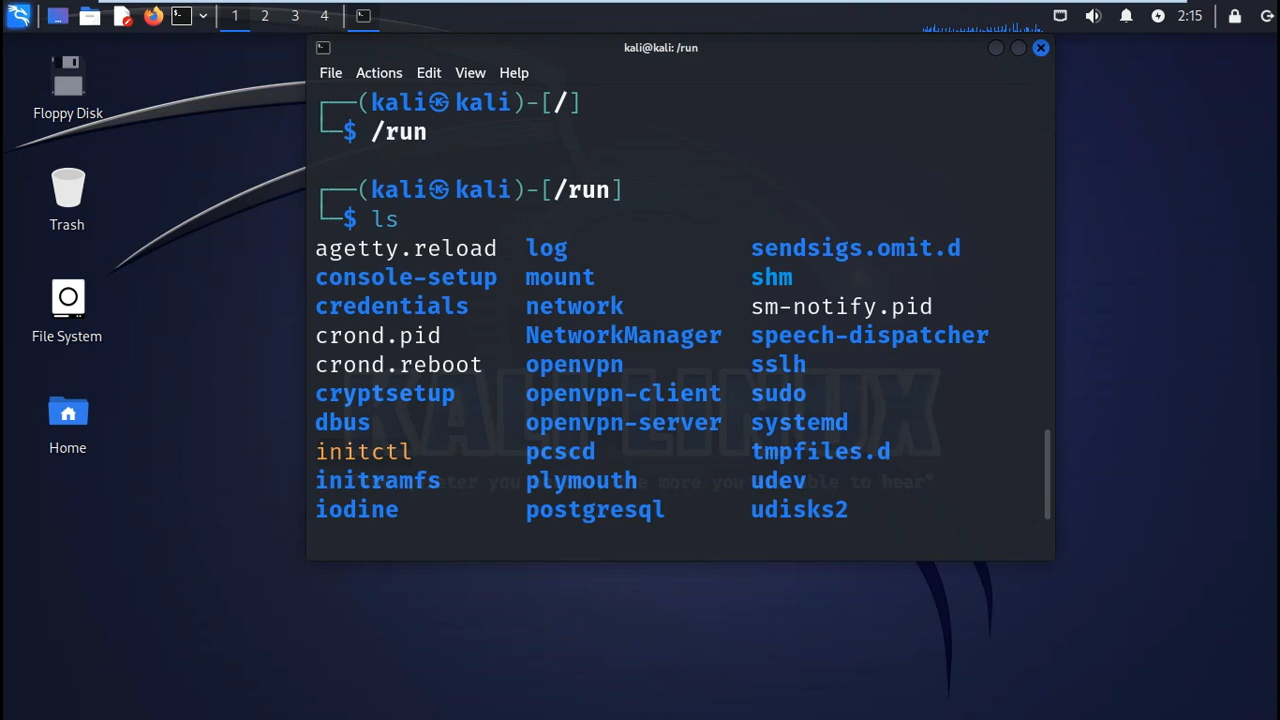 1 2 3 4 2:15
kali@kali: /run
File Actions Edit View Help
┌──(kali㉿kali)-[/]
└─$ /run
┌──(kali㉿kali)-[/run]
└─$ ls
agetty.reload log sendsigs.omit.d
console-setup mount shm
credentials network sm-notify.pid
crond.pid NetworkManager speech-dispatcher
crond.reboot openvpn sslh
cryptsetup openvpn-client sudo
dbus openvpn-server systemd
initctl pcscd tmpfiles.d
initramfs plymouth udev
iodine postgresql udisks2
Floppy Disk
Trash
File System
Home
KALI LINUX